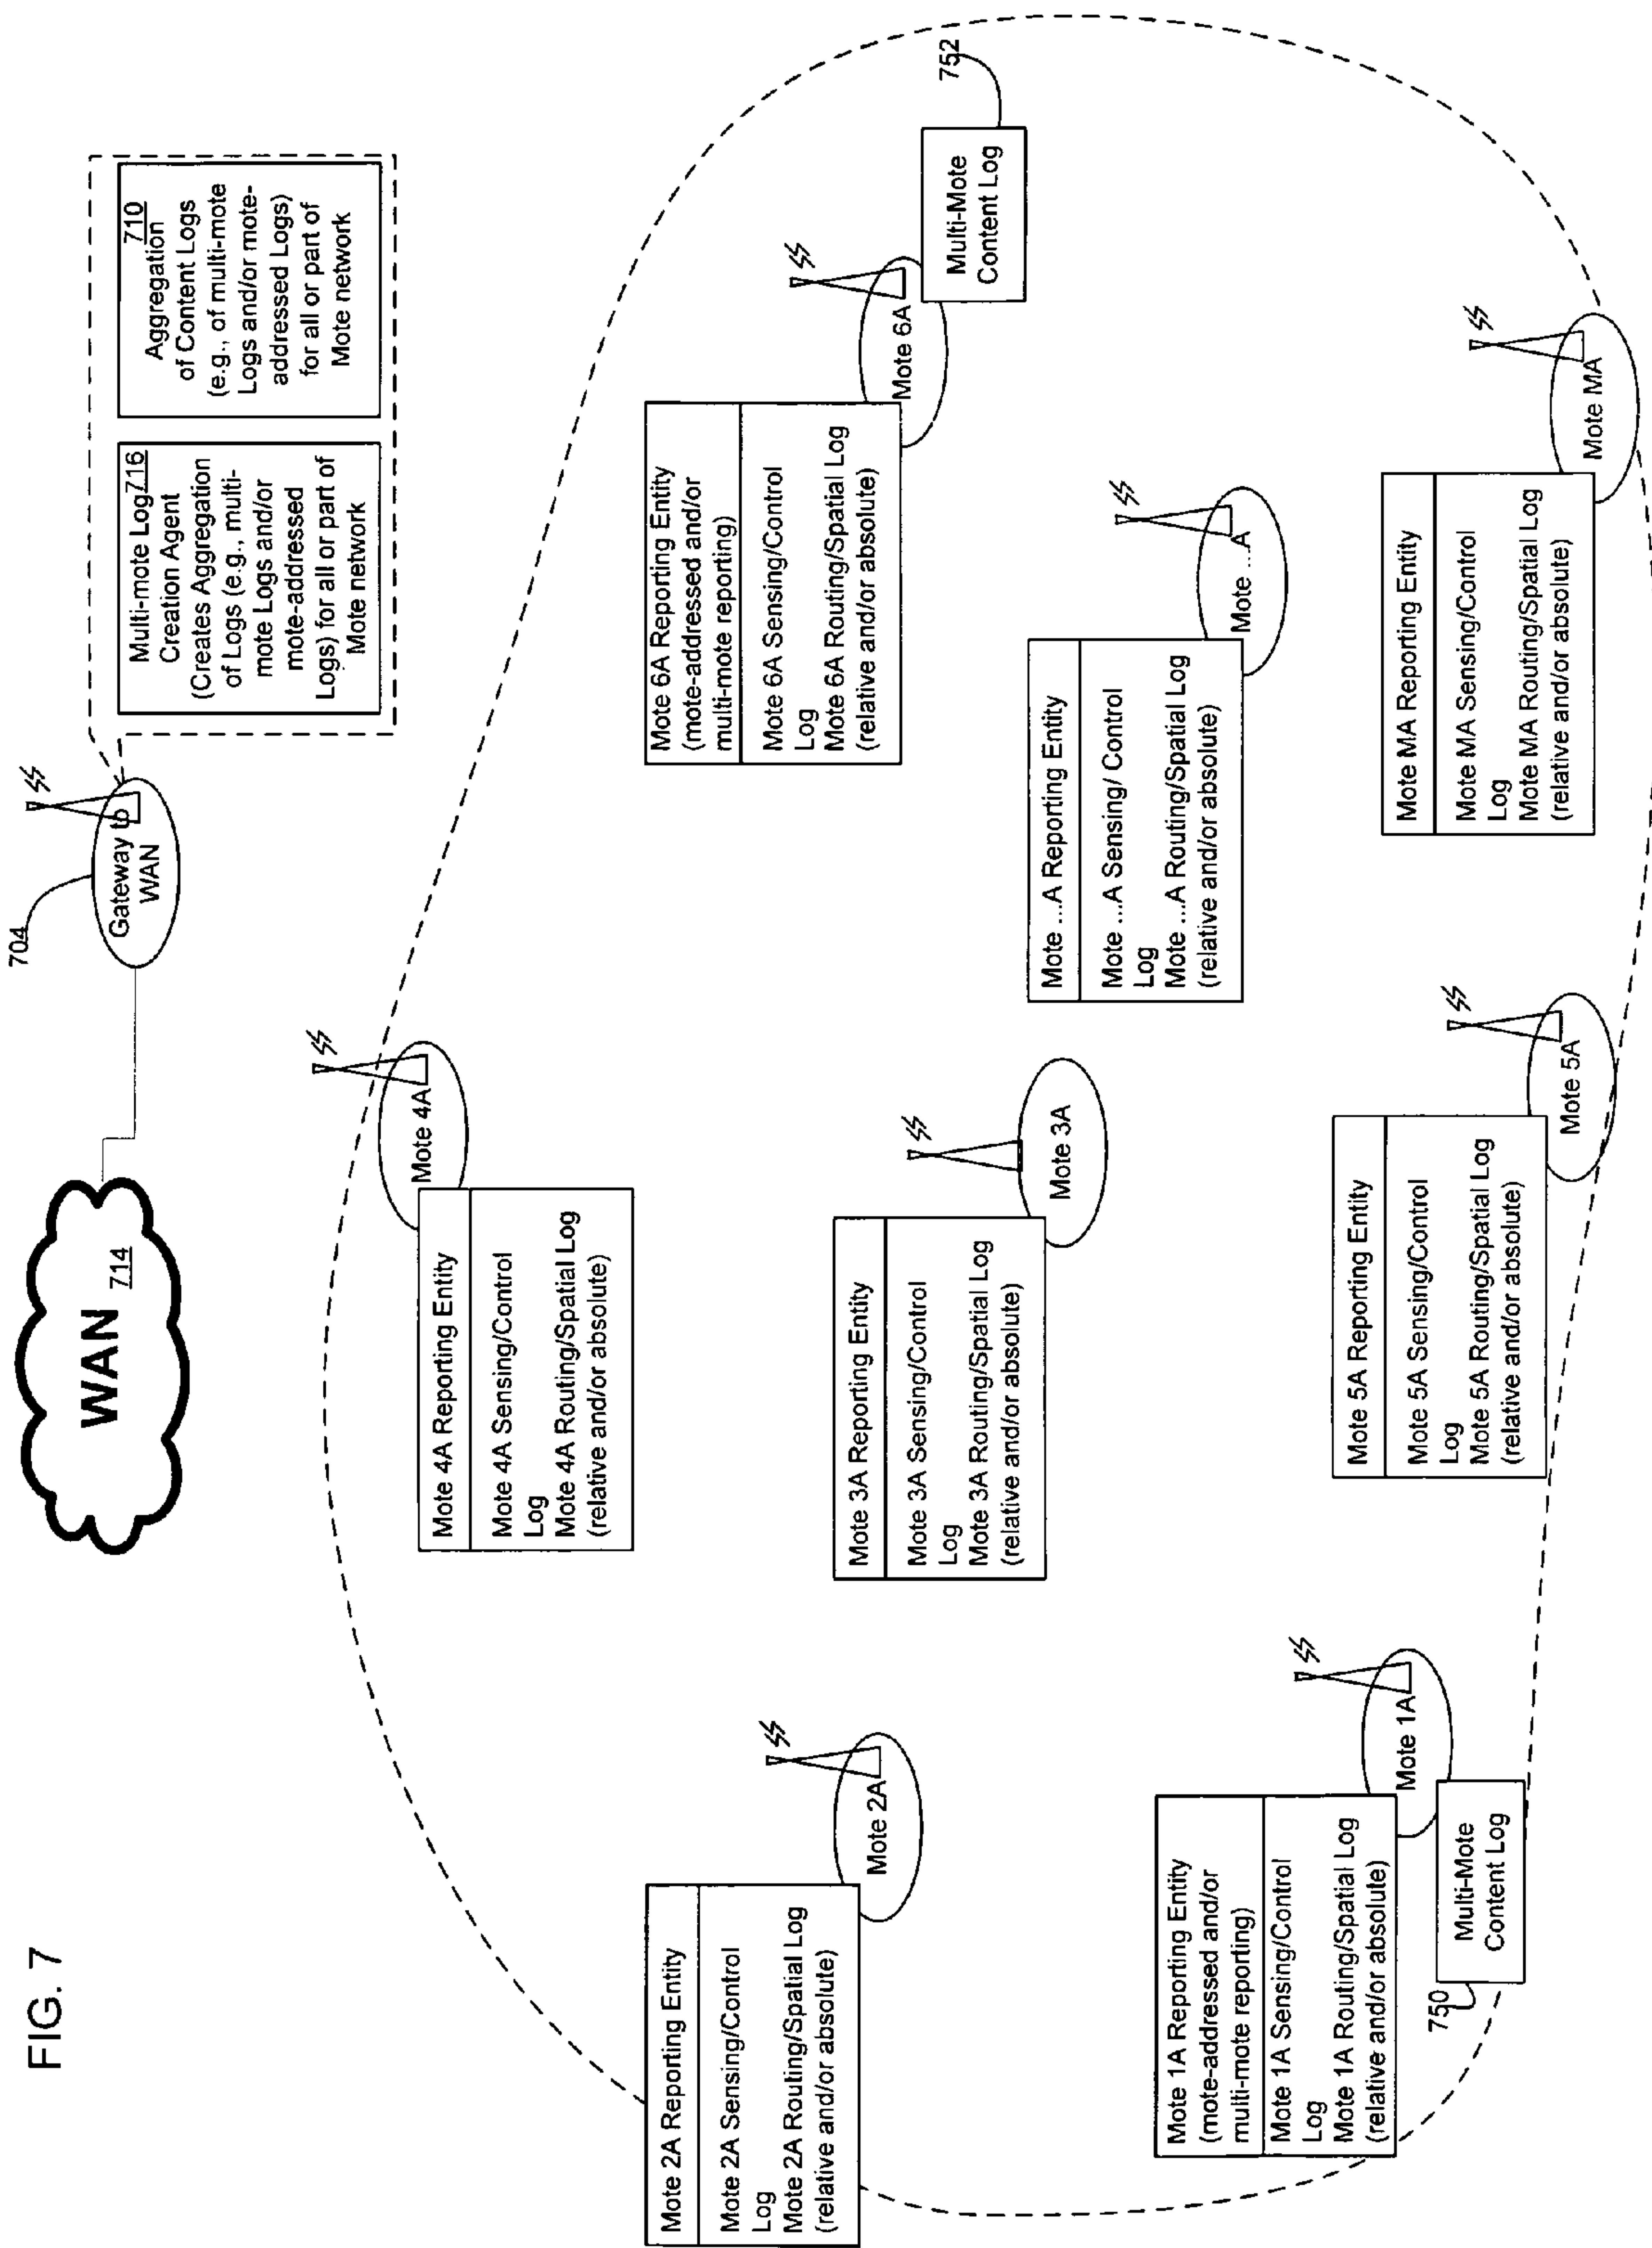 FIG. 7
WAN
714
704
Gateway to
WAN
Multi-mote Log 716
Creation Agent
(Creates Aggregation
of Logs (e.g., multi-
mote Logs and/or
mote-addressed
Logs) for all or part of
Mote network
710
Aggregation
of Content Logs
(e.g., of multi-mote
Logs and/or mote-
addressed Logs)
for all or part of
Mote network
Mote 4A
Mote 4A Reporting Entity
Mote 4A Sensing/Control
Log
Mote 4A Routing/Spatial Log
(relative and/or absolute)
Mote 2A Reporting Entity
Mote 2A Sensing/Control
Log
Mote 2A Routing/Spatial Log
(relative and/or absolute)
Mote 2A
Mote 3A Reporting Entity
Mote 3A Sensing/Control
Log
Mote 3A Routing/Spatial Log
(relative and/or absolute)
Mote 3A
Mote 6A Reporting Entity
(mote-addressed and/or
multi-mote reporting)
Mote 6A Sensing/Control
Log
Mote 6A Routing/Spatial Log
(relative and/or absolute)
Mote 6A
Multi-Mote
Content Log
752
Mote ...A Reporting Entity
Mote ...A Sensing/ Control
Log
Mote ...A Routing/Spatial Log
(relative and/or absolute)
Mote ...A
Mote 1A Reporting Entity
(mote-addressed and/or
multi-mote reporting)
Mote 1A Sensing/Control
Log
Mote 1A Routing/Spatial Log
(relative and/or absolute)
Mote 1A
750
Multi-Mote
Content Log
Mote 5A Reporting Entity
Mote 5A Sensing/Control
Log
Mote 5A Routing/Spatial Log
(relative and/or absolute)
Mote 5A
Mote MA Reporting Entity
Mote MA Sensing/Control
Log
Mote MA Routing/Spatial Log
(relative and/or absolute)
Mote MA